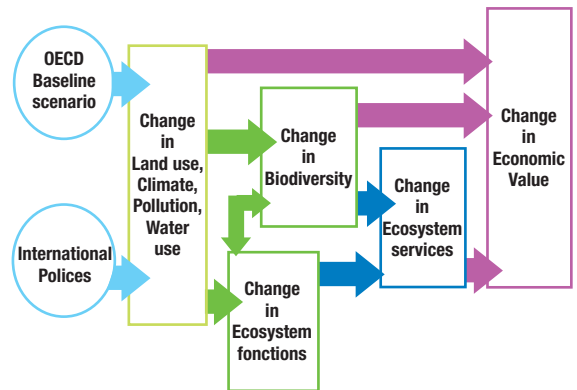 OECD
Baseline
scenario
International
Polices
Change
in
Land use,
Climate,
Pollution,
Water
use
Change
in
Biodiversity
Change
in
Ecosystem
fonctions
Change
in
Ecosystem
services
Change
in
Economic
Value